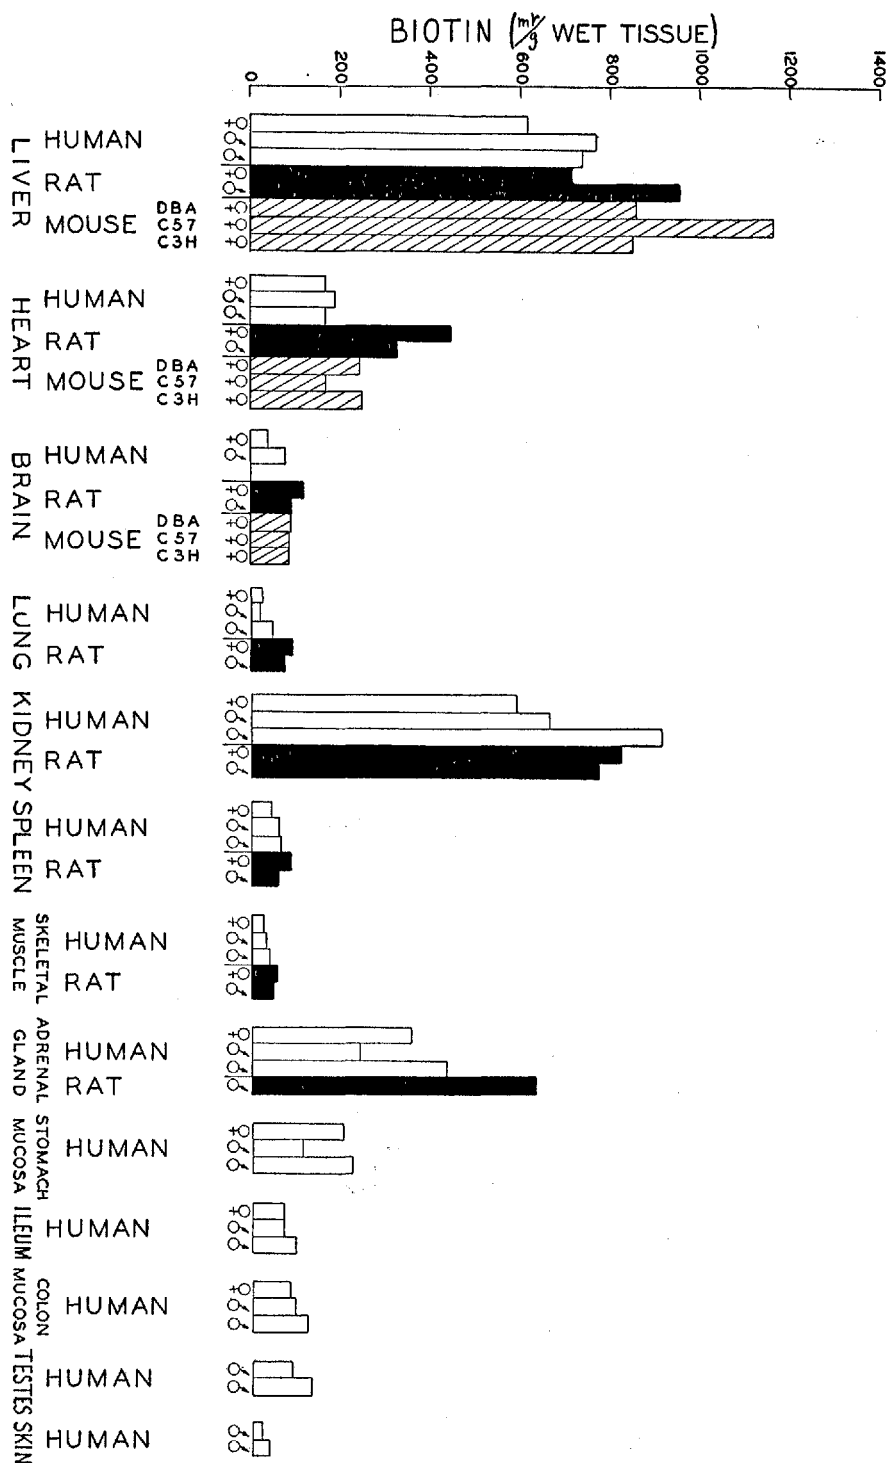 BIOTIN (mγ/g WET TISSUE)
0 200 400 600 800 1000 1200 1400
LIVER
HUMAN ♀ ♂ ♂
RAT ♀ ♂
MOUSE DBA ♀
C57 ♀
C3H ♀
HEART
HUMAN ♀ ♂ ♂
RAT ♀ ♂
MOUSE DBA ♀
C57 ♀
C3H ♀
BRAIN
HUMAN ♀ ♂
RAT ♀ ♂
MOUSE DBA ♀
C57 ♀
C3H ♀
LUNG
HUMAN ♀ ♂ ♂
RAT ♀ ♂
KIDNEY
HUMAN ♀ ♂ ♂
RAT ♀ ♂
SPLEEN
HUMAN ♀ ♂ ♂
RAT ♀ ♂
SKELETAL
MUSCLE
HUMAN ♀ ♂ ♂
RAT ♀ ♂
ADRENAL
GLAND
HUMAN ♀ ♂ ♂
RAT ♂
STOMACH
MUCOSA
HUMAN ♀ ♂ ♂
ILEUM
HUMAN ♀ ♂ ♂
COLON
MUCOSA
HUMAN ♀ ♂ ♂
TESTES
HUMAN ♂ ♂
SKIN
HUMAN ♂ ♂